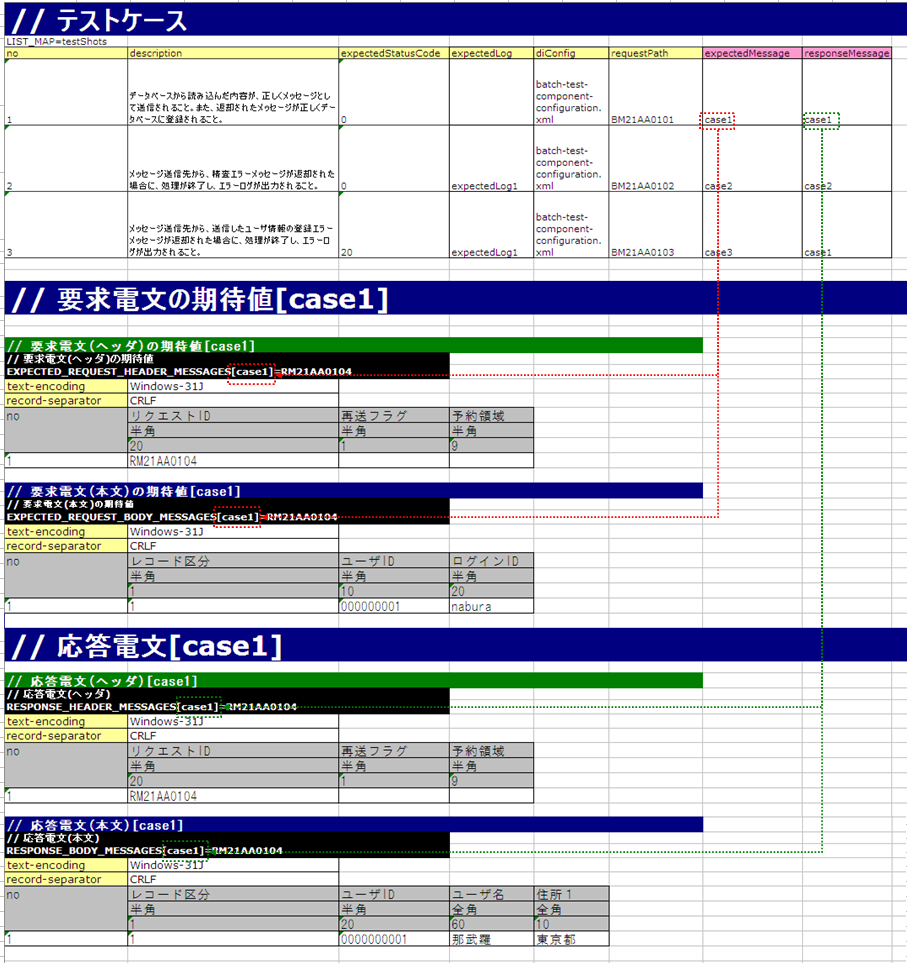 // テストケース
LIST_MAP=testShots
no description expectedStatusCode expectedLog diConfig requestPath expectedMessage responseMessage
1 データベースから読み込んだ内容が、正しくメッセージとし
て送信されること。また、返却されたメッセージが正しくデー
タベースに登録されること。 0 batch-test-
component-
configuration.
xml BM21AA0101 case1 case1
2 メッセージ送信先から、精査エラーメッセージが返却された
場合に、処理が終了し、エラーログが出力されること。 0 expectedLog1 batch-test-
component-
configuration.
xml BM21AA0102 case2 case2
3 メッセージ送信先から、送信したユーザ情報の登録エラー
メッセージが返却された場合に、処理が終了し、エラーロ
グが出力されること。 20 expectedLog1 batch-test-
component-
configuration.
xml BM21AA0103 case3 case1
// 要求電文の期待値[case1]
// 要求電文(ヘッダ)の期待値[case1]
// 要求電文(ヘッダ)の期待値
EXPECTED_REQUEST_HEADER_MESSAGES[case1]=RM21AA0104
text-encoding Windows-31J
record-separator CRLF
no リクエストID 再送フラグ 予約領域
半角 半角 半角
20 1 9
1 RM21AA0104
// 要求電文(本文)の期待値[case1]
// 要求電文(本文)の期待値
EXPECTED_REQUEST_BODY_MESSAGES[case1]=RM21AA0104
text-encoding Windows-31J
record-separator CRLF
no レコード区分 ユーザID ログインID
半角 半角 半角
1 10 20
1 1 000000001 nabura
// 応答電文[case1]
// 応答電文(ヘッダ)[case1]
// 応答電文(ヘッダ)
RESPONSE_HEADER_MESSAGES[case1]=RM21AA0104
text-encoding Windows-31J
record-separator CRLF
no リクエストID 再送フラグ 予約領域
半角 半角 半角
20 1 9
1 RM21AA0104
// 応答電文(本文)[case1]
// 応答電文(本文)
RESPONSE_BODY_MESSAGES[case1]=RM21AA0104
text-encoding Windows-31J
record-separator CRLF
no レコード区分 ユーザID ユーザ名 住所1
半角 半角 全角 全角
1 20 60 10
1 1 0000000001 那武羅 東京都